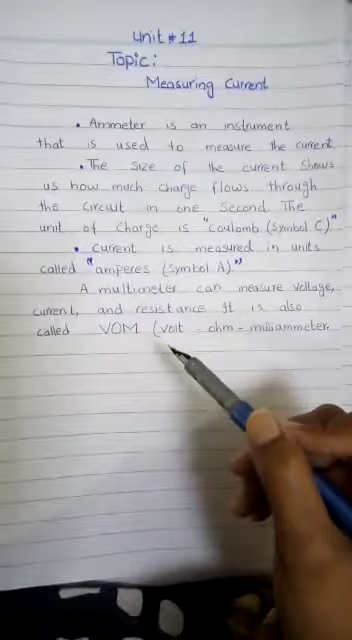 Unit # 11
Topic:
Measuring Current
• Ammeter is an instrument
that is used to measure the current.
• The size of the current shows
us how much charge flows through
the circuit in one second. The
unit of charge is "coulomb (symbol C)"
• Current is measured in units
called "amperes (symbol A)."
A multimeter can measure voltage,
current, and resistance It is also
called VOM (volt - ohm - milliammeter.